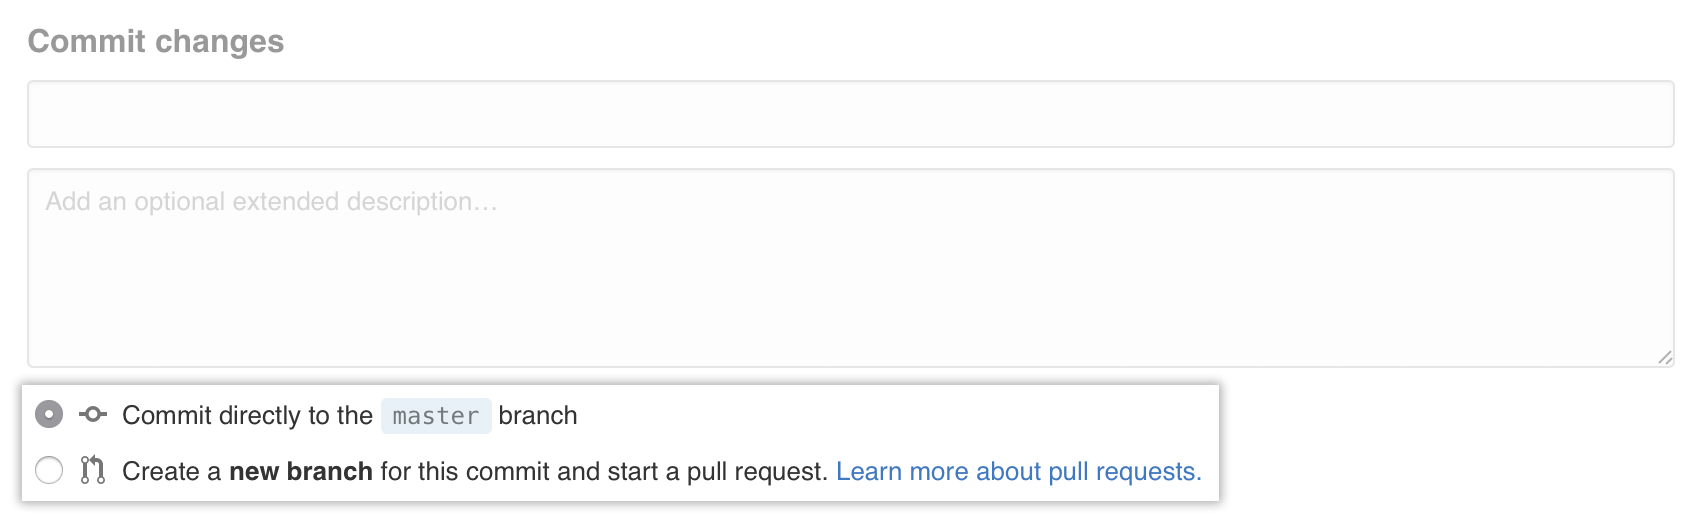 Commit changes
Add an optional extended description…
Commit directly to the master branch
Create a new branch for this commit and start a pull request. Learn more about pull requests.